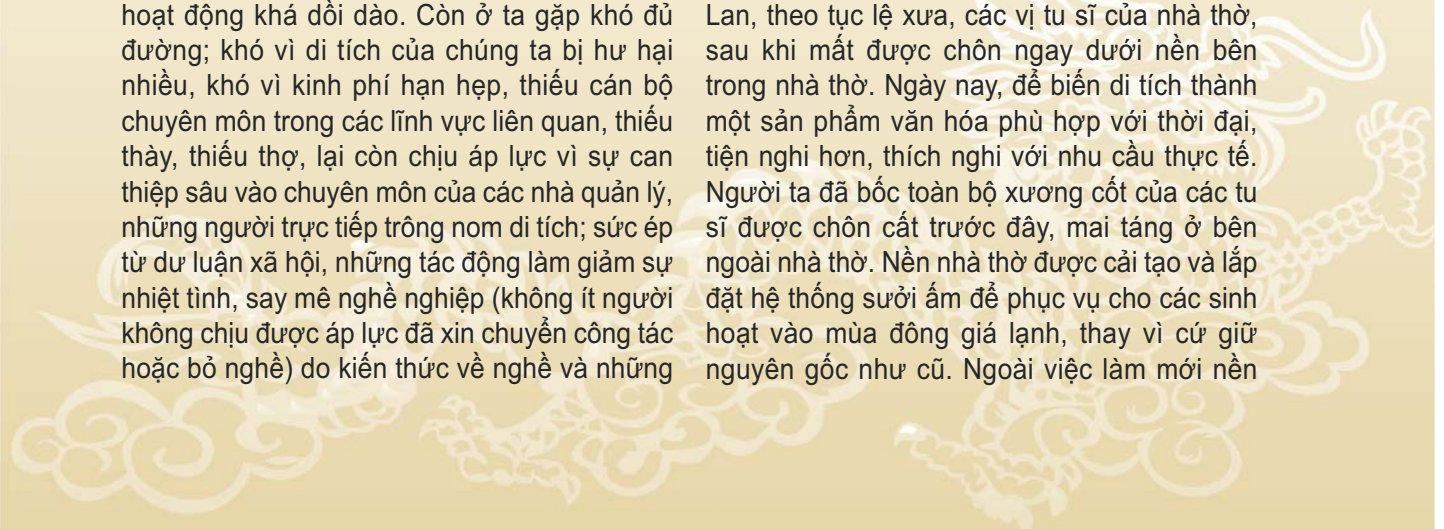 hoạt động khá dồi dào. Còn ở ta gặp khó đủ
đường; khó vì di tích của chúng ta bị hư hại
nhiều, khó vì kinh phí hạn hẹp, thiếu cán bộ
chuyên môn trong các lĩnh vực liên quan, thiếu
thày, thiếu thợ, lại còn chịu áp lực vì sự can
thiệp sâu vào chuyên môn của các nhà quản lý,
những người trực tiếp trông nom di tích; sức ép
từ dư luận xã hội, những tác động làm giảm sự
nhiệt tình, say mê nghề nghiệp (không ít người
không chịu được áp lực đã xin chuyển công tác
hoặc bỏ nghề) do kiến thức về nghề và những
Lan, theo tục lệ xưa, các vị tu sĩ của nhà thờ,
sau khi mất được chôn ngay dưới nền bên
trong nhà thờ. Ngày nay, để biến di tích thành
một sản phẩm văn hóa phù hợp với thời đại,
tiện nghi hơn, thích nghi với nhu cầu thực tế.
Người ta đã bốc toàn bộ xương cốt của các tu
sĩ được chôn cất trước đây, mai táng ở bên
ngoài nhà thờ. Nền nhà thờ được cải tạo và lắp
đặt hệ thống sưởi ấm để phục vụ cho các sinh
hoạt vào mùa đông giá lạnh, thay vì cứ giữ
nguyên gốc như cũ. Ngoài việc làm mới nền